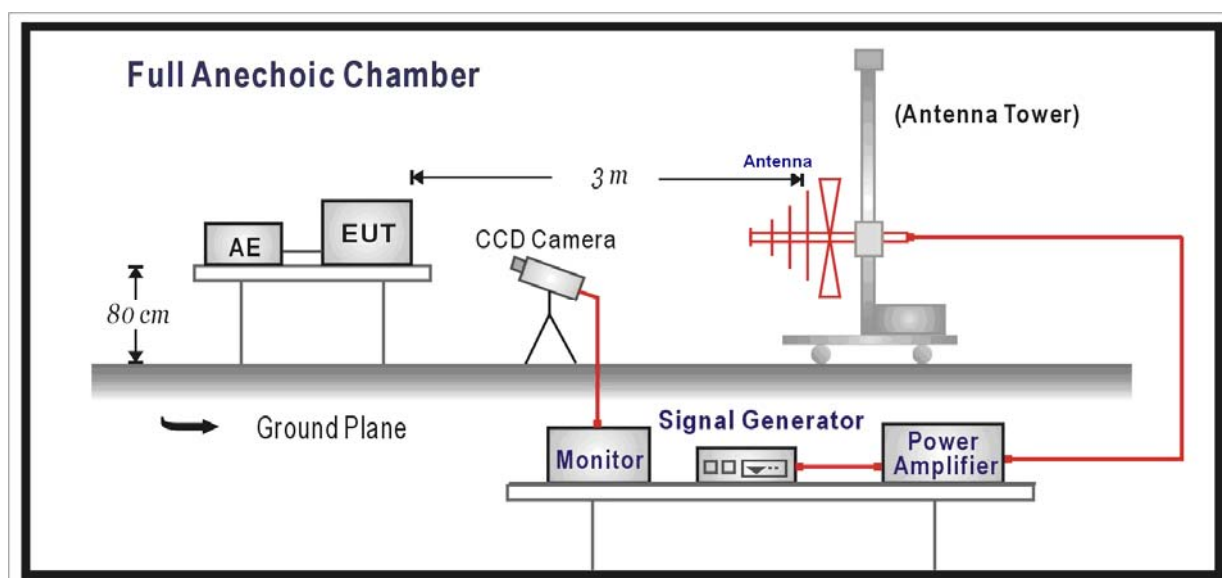 Full Anechoic Chamber
(Antenna Tower)
Antenna
3 m
AE
EUT
CCD Camera
80 cm
Ground Plane
Signal Generator
Monitor
Power
Amplifier